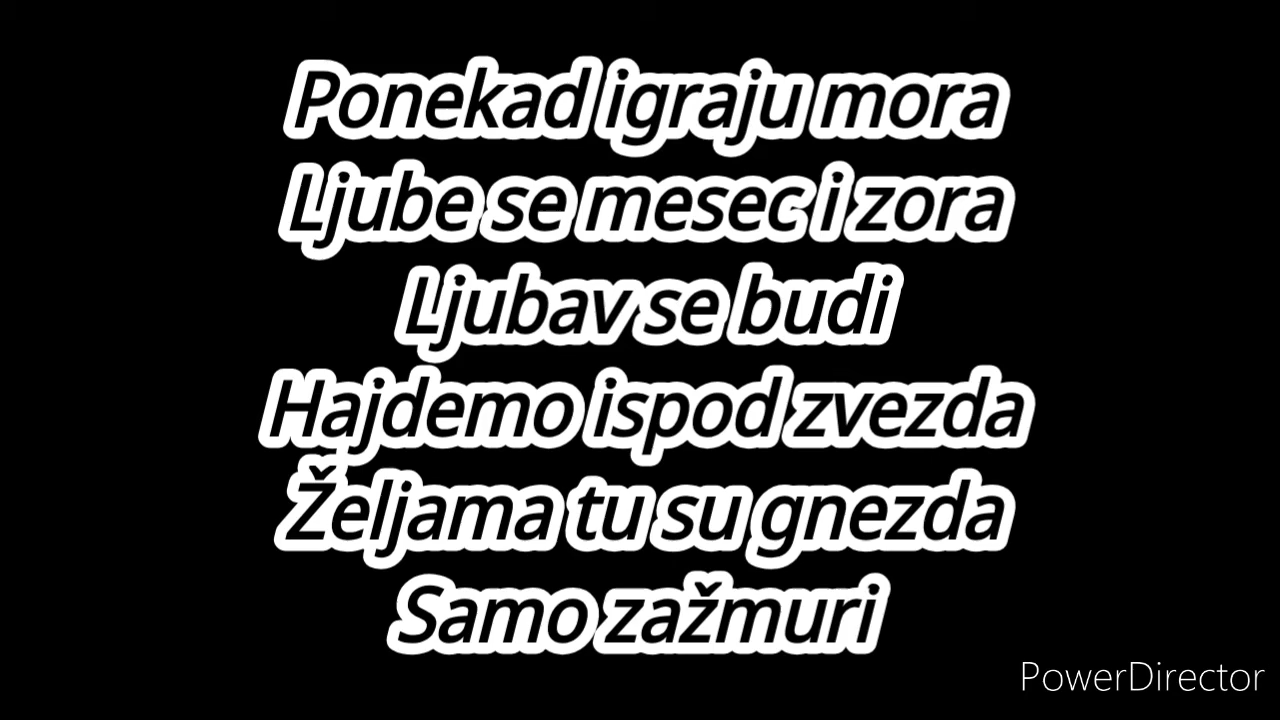 Ponekad igraju mora
Ljube se mesec i zora
Ljubav se budi
Hajdemo ispod zvezda
Željama tu su gnezda
Samo zažmuri
PowerDirector